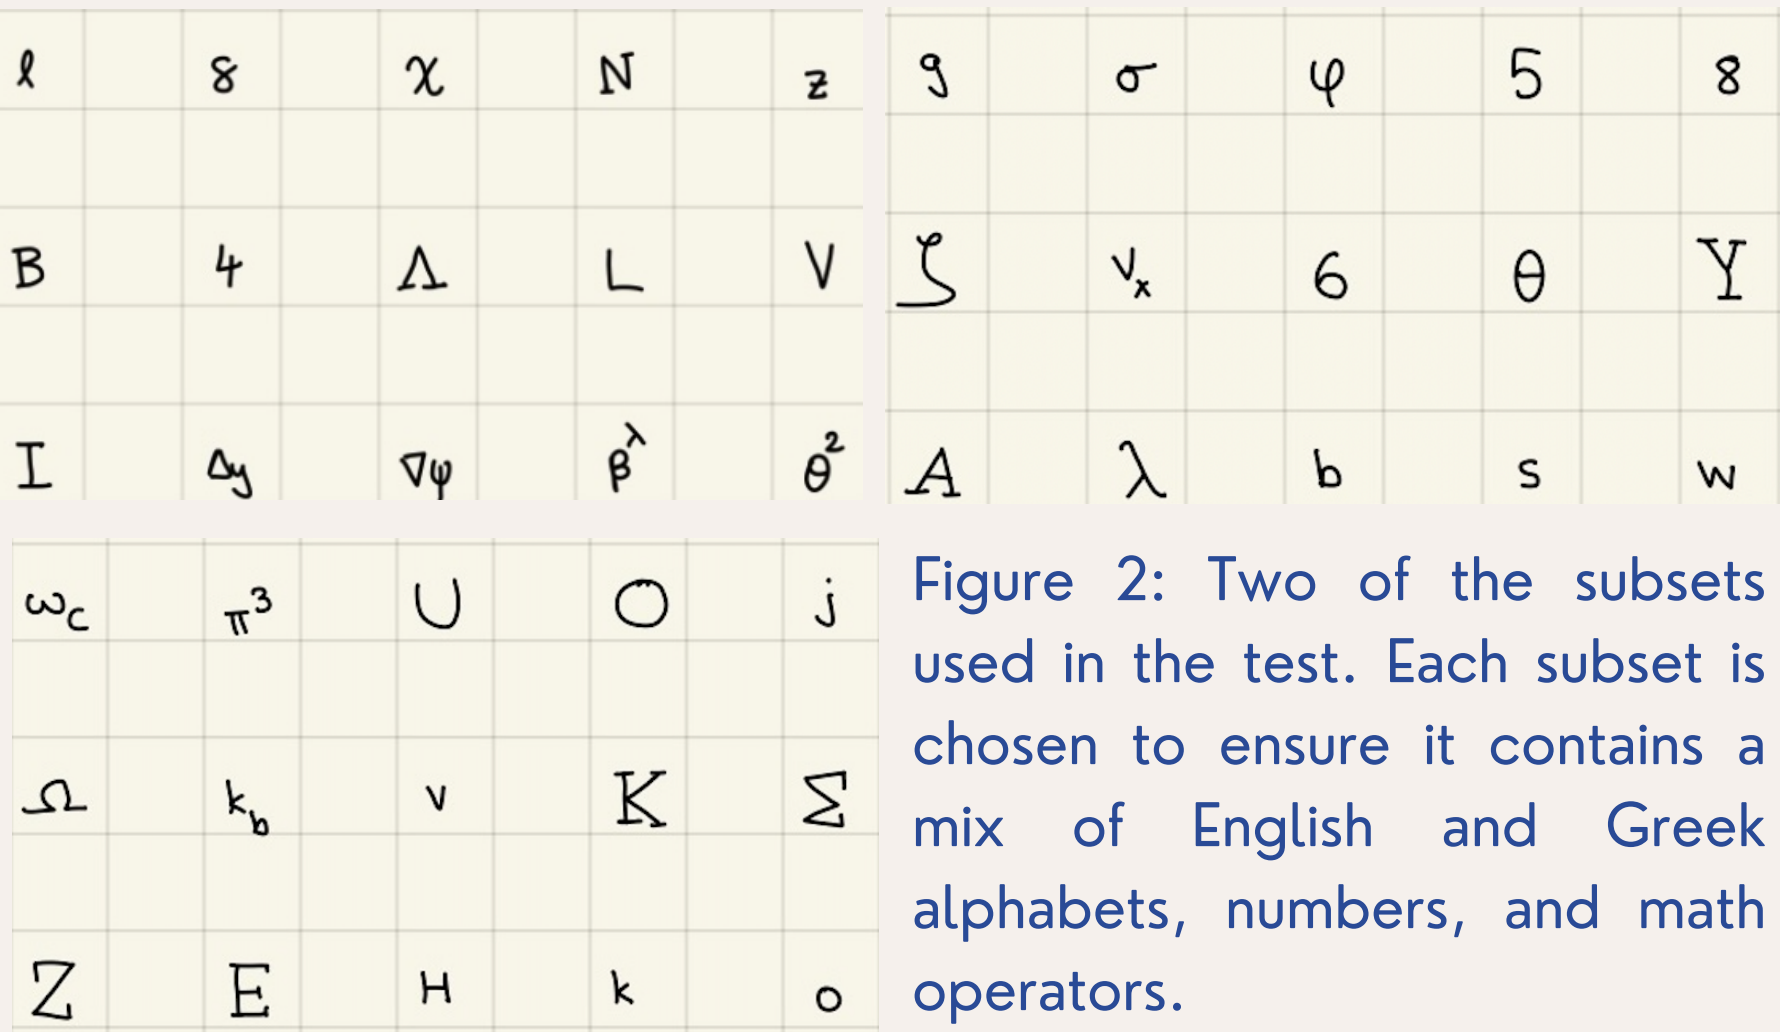 ℓ 8 χ N z
B 4 Λ L V
I Δy ∇ψ β^λ θ²
g σ φ 5 8
ζ v_x 6 θ Y
A λ b s w
ω_c π³ U O j
Ω k_b v K Σ
Z E H k o
Figure 2: Two of the subsets
used in the test. Each subset is
chosen to ensure it contains a
mix of English and Greek
alphabets, numbers, and math
operators.